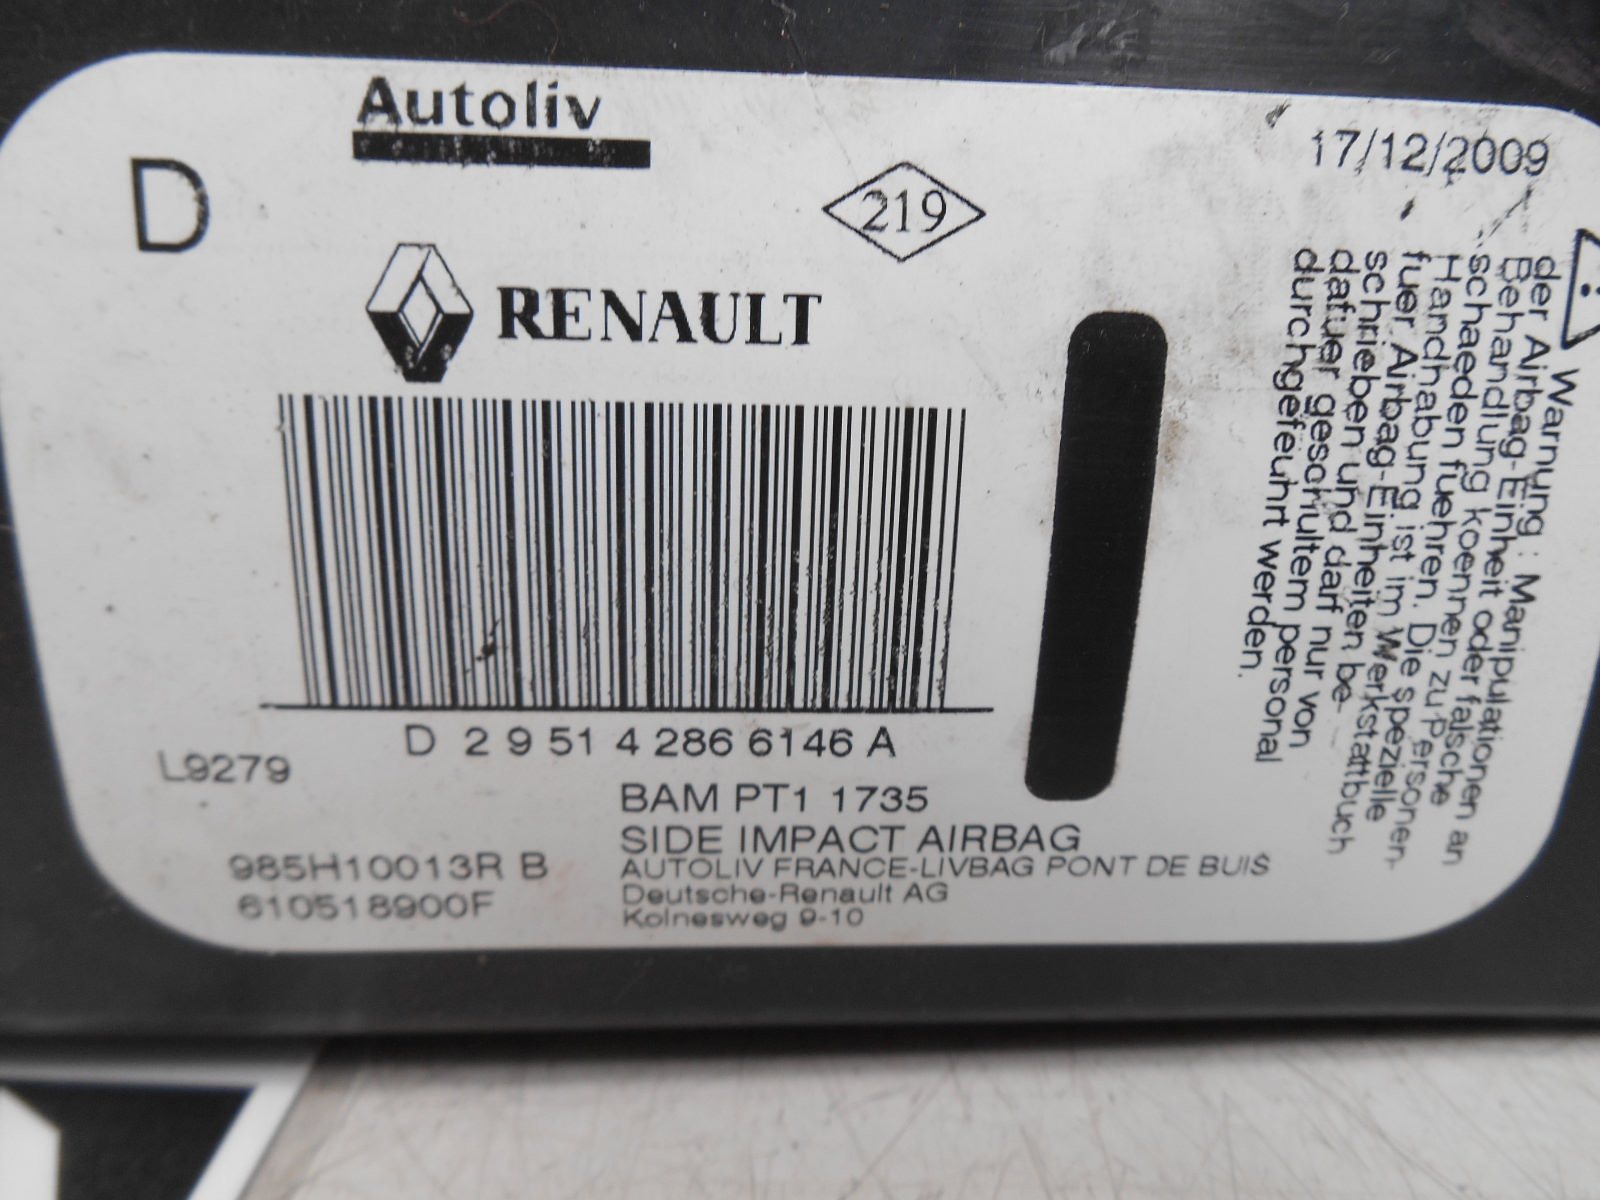 Autoliv
D
219
17/12/2009
RENAULT
D 2 9 51 4 286 6146 A
L9279
BAM PT1 1735
SIDE IMPACT AIRBAG
985H10013R B
AUTOLIV FRANCE-LIVBAG PONT DE BUIS
610518900F
Deutsche-Renault AG
Kolnesweg 9-10
Warnung : Manipulationen an
der Airbag-Einheit oder falsche
Behandlung koennen zu Personen-
schaeden fuehren. Die spezielle
Handhabung ist im Werkstattbuch
fuer Airbag-Einheiten be-
schrieben und darf nur von
dafuer geschultem personal
durchgefeuhrt werden.